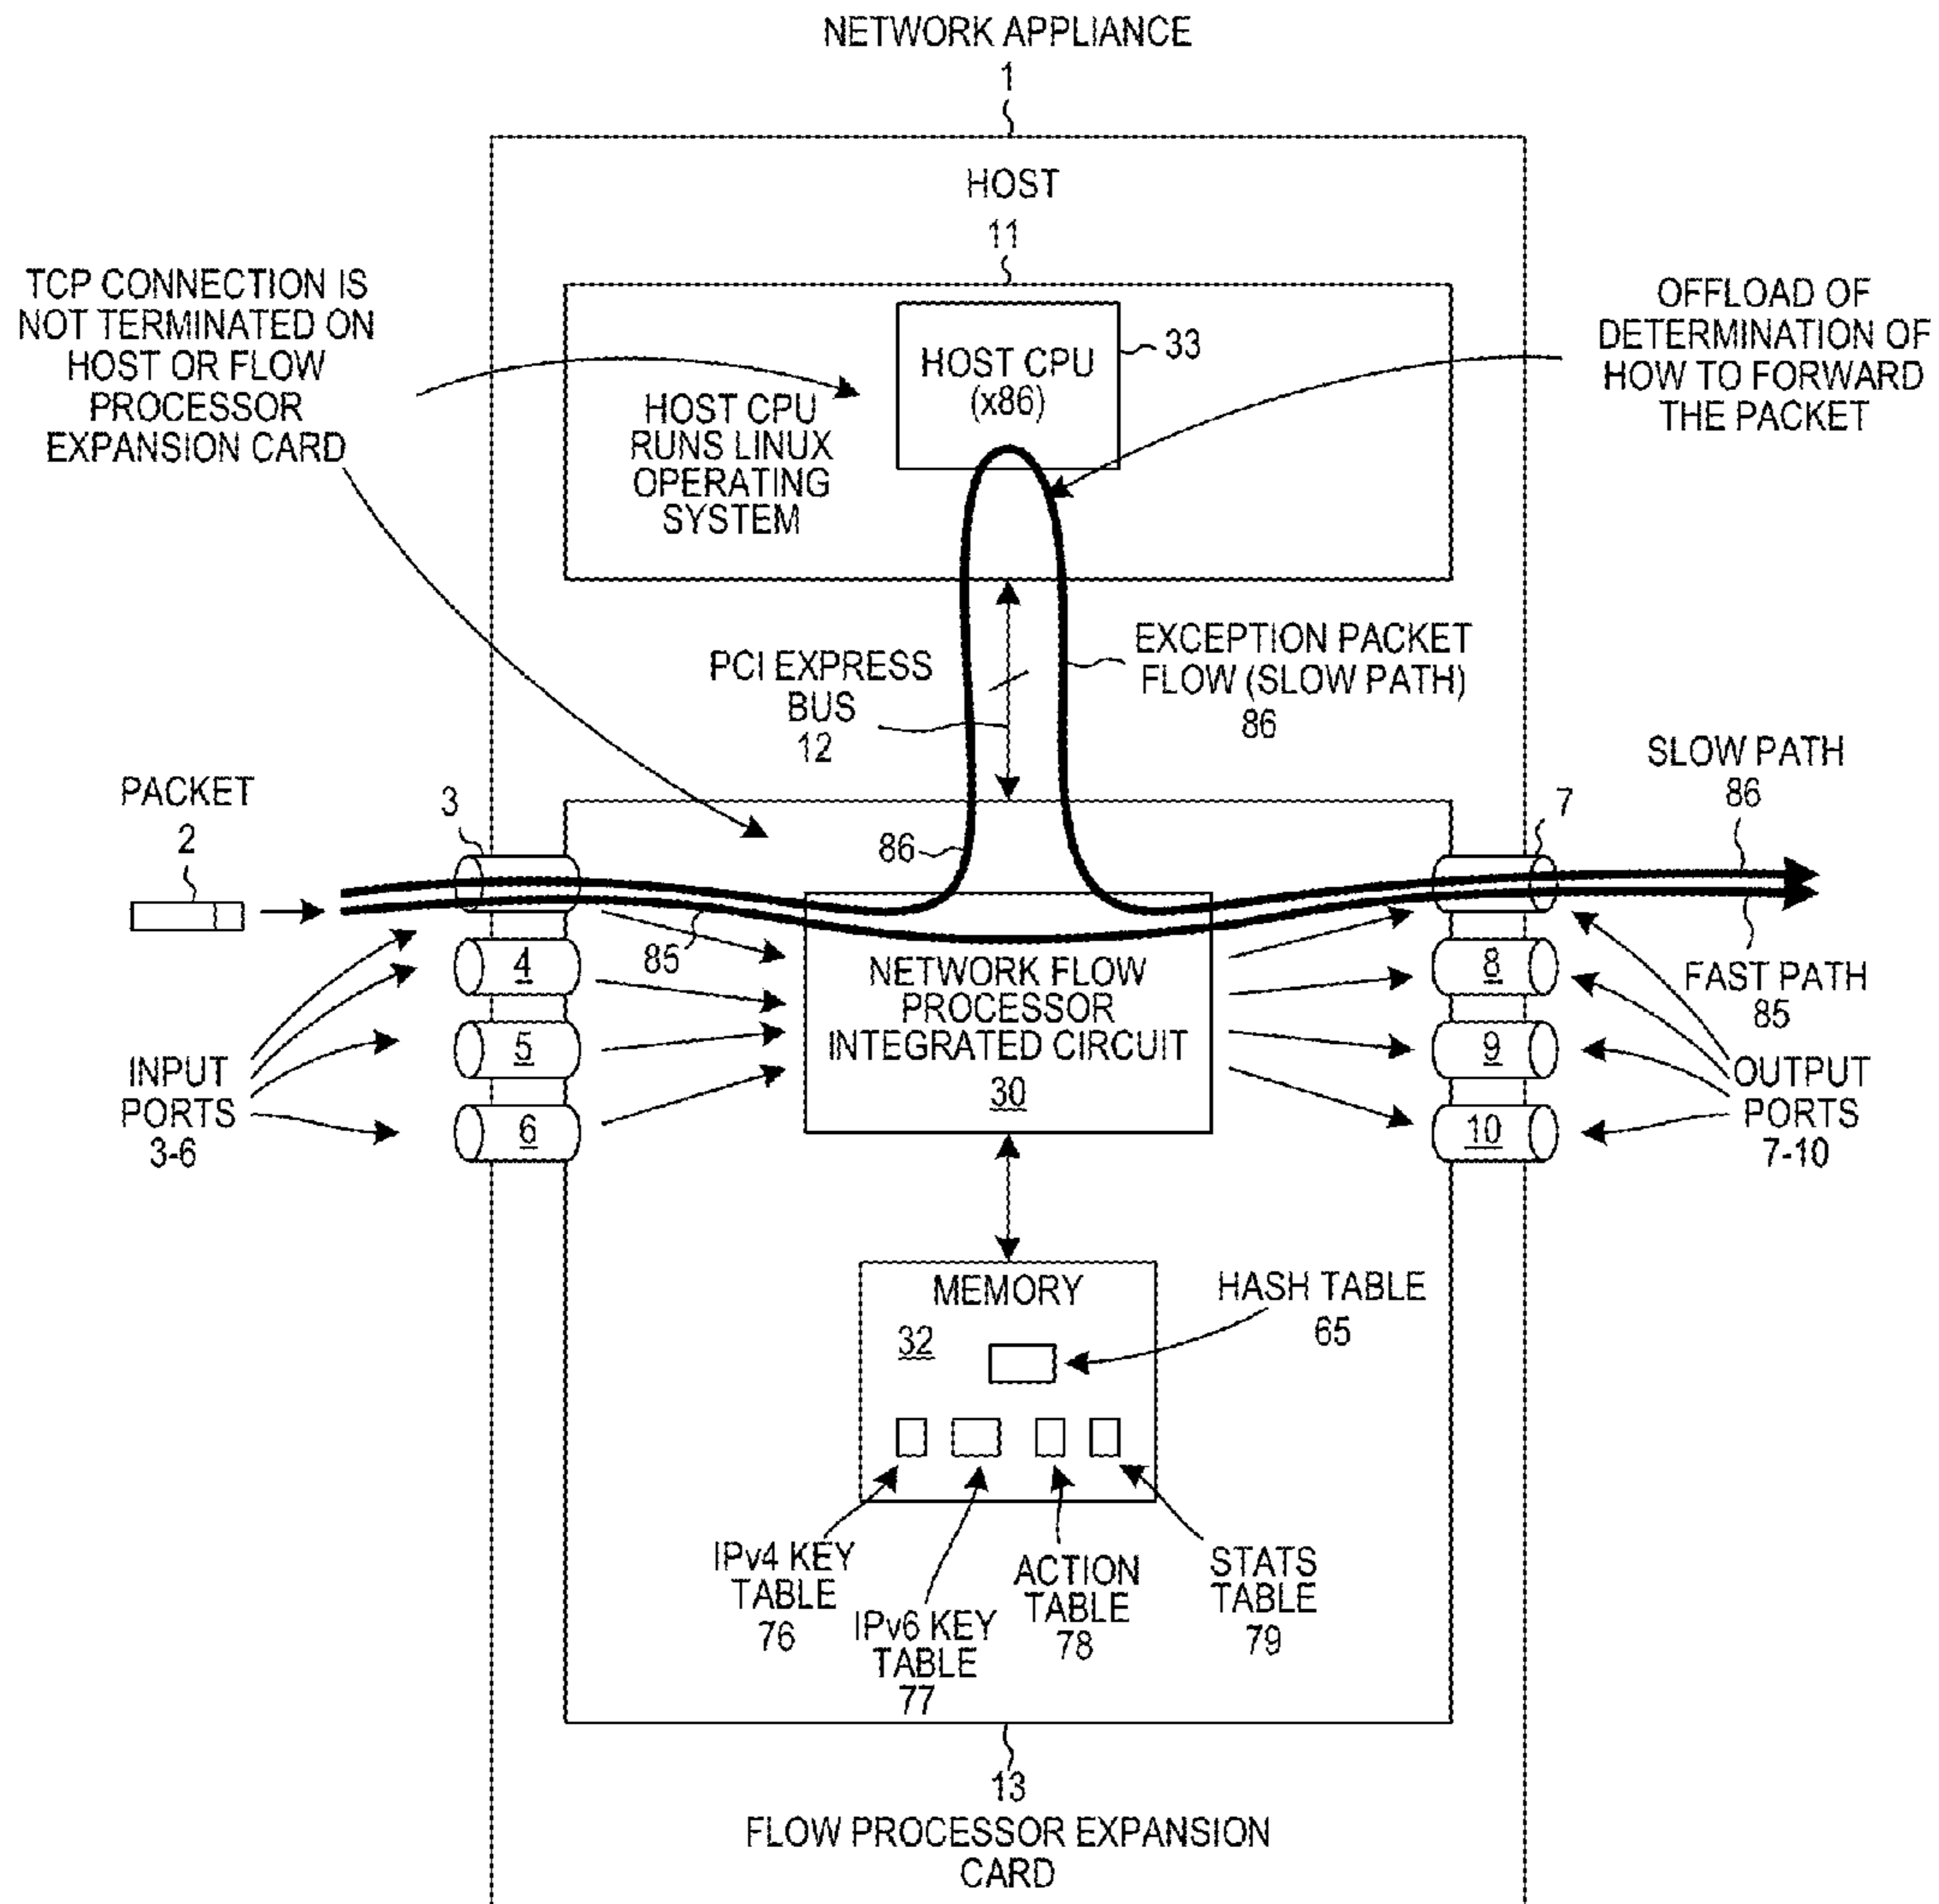 NETWORK APPLIANCE
1
HOST
11
TCP CONNECTION IS
NOT TERMINATED ON
HOST OR FLOW
PROCESSOR
EXPANSION CARD
HOST CPU
(x86)
33
HOST CPU
RUNS LINUX
OPERATING
SYSTEM
OFFLOAD OF
DETERMINATION OF
HOW TO FORWARD
THE PACKET
PCI EXPRESS
BUS
12
EXCEPTION PACKET
FLOW (SLOW PATH)
86
SLOW PATH
86
PACKET
2
3
86
7
85
4
5
6
INPUT
PORTS
3-6
NETWORK FLOW
PROCESSOR
INTEGRATED CIRCUIT
30
8
9
10
FAST PATH
85
OUTPUT
PORTS
7-10
MEMORY
32
HASH TABLE
65
IPv4 KEY
TABLE
76
IPv6 KEY
TABLE
77
ACTION
TABLE
78
STATS
TABLE
79
13
FLOW PROCESSOR EXPANSION
CARD